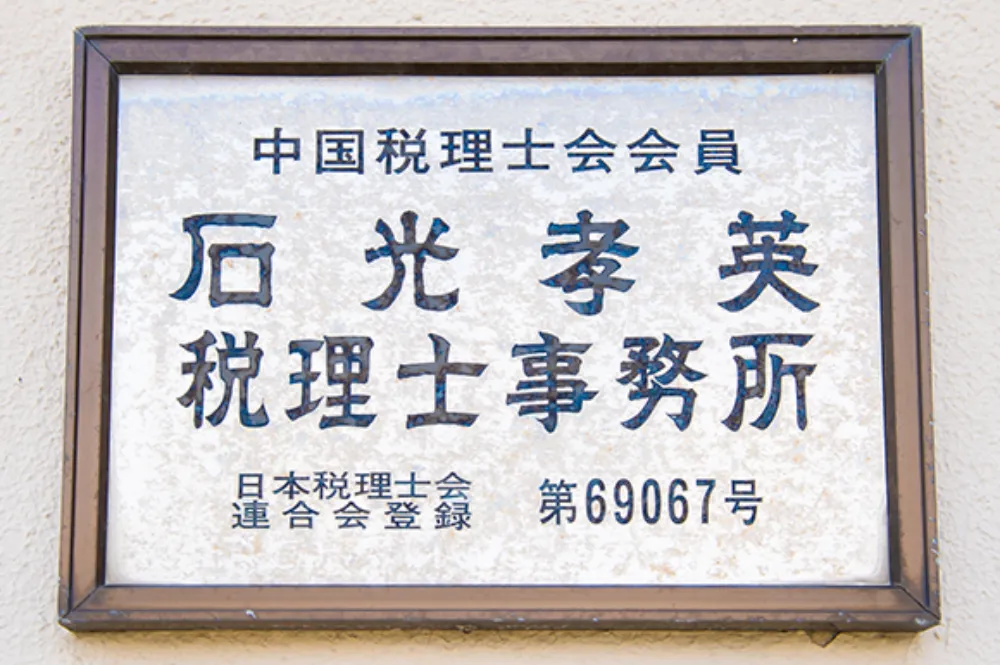 中国税理士会会員
石光孝英
税理士事務所
日本税理士会
連合会登録
第69067号